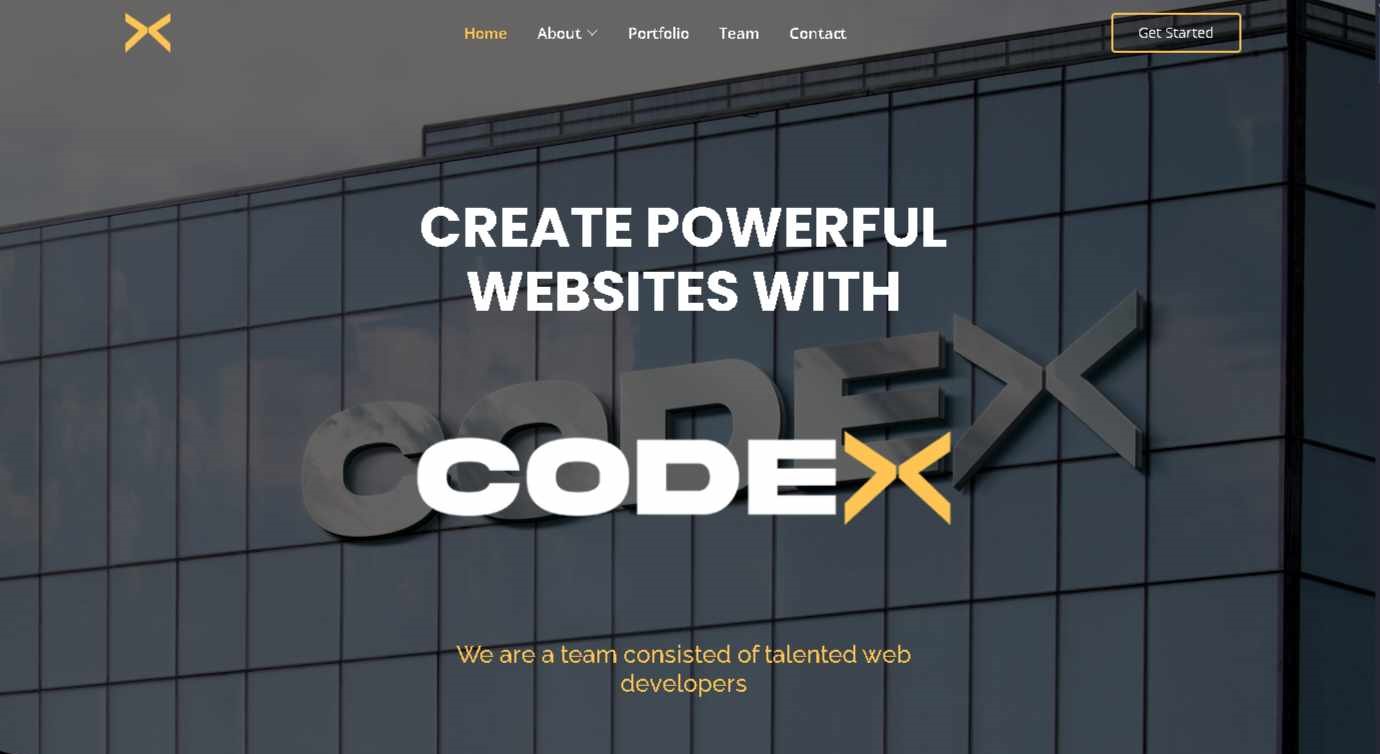 Home About Portfolio Team Contact Get Started
CREATE POWERFUL
WEBSITES WITH
CODEX
CODEX
We are a team consisted of talented web
developers